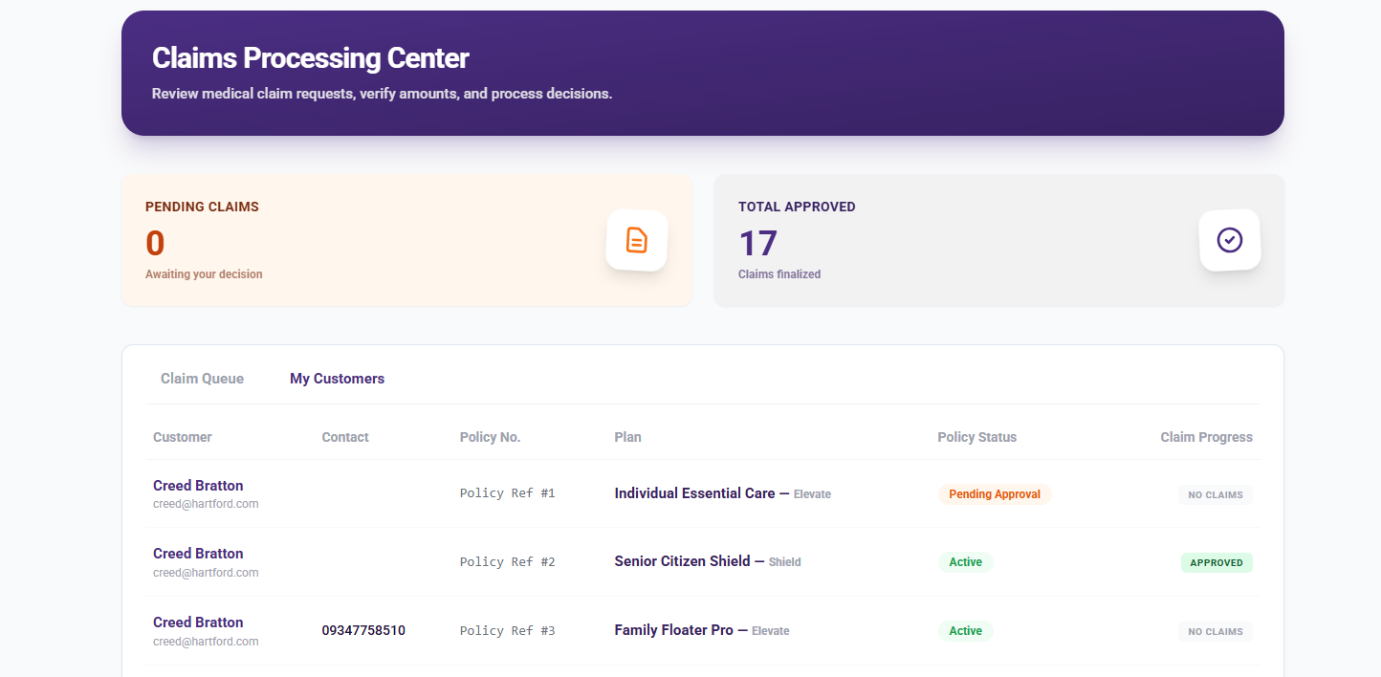 Claims Processing Center
Review medical claim requests, verify amounts, and process decisions.
PENDING CLAIMS
0
Awaiting your decision
TOTAL APPROVED
17
Claims finalized
Claim Queue My Customers
Customer Contact Policy No. Plan Policy Status Claim Progress
Creed Bratton
creed@hartford.com
Policy Ref #1 Individual Essential Care — Elevate Pending Approval NO CLAIMS
Creed Bratton
creed@hartford.com
Policy Ref #2 Senior Citizen Shield — Shield Active APPROVED
Creed Bratton
creed@hartford.com
09347758510 Policy Ref #3 Family Floater Pro — Elevate Active NO CLAIMS